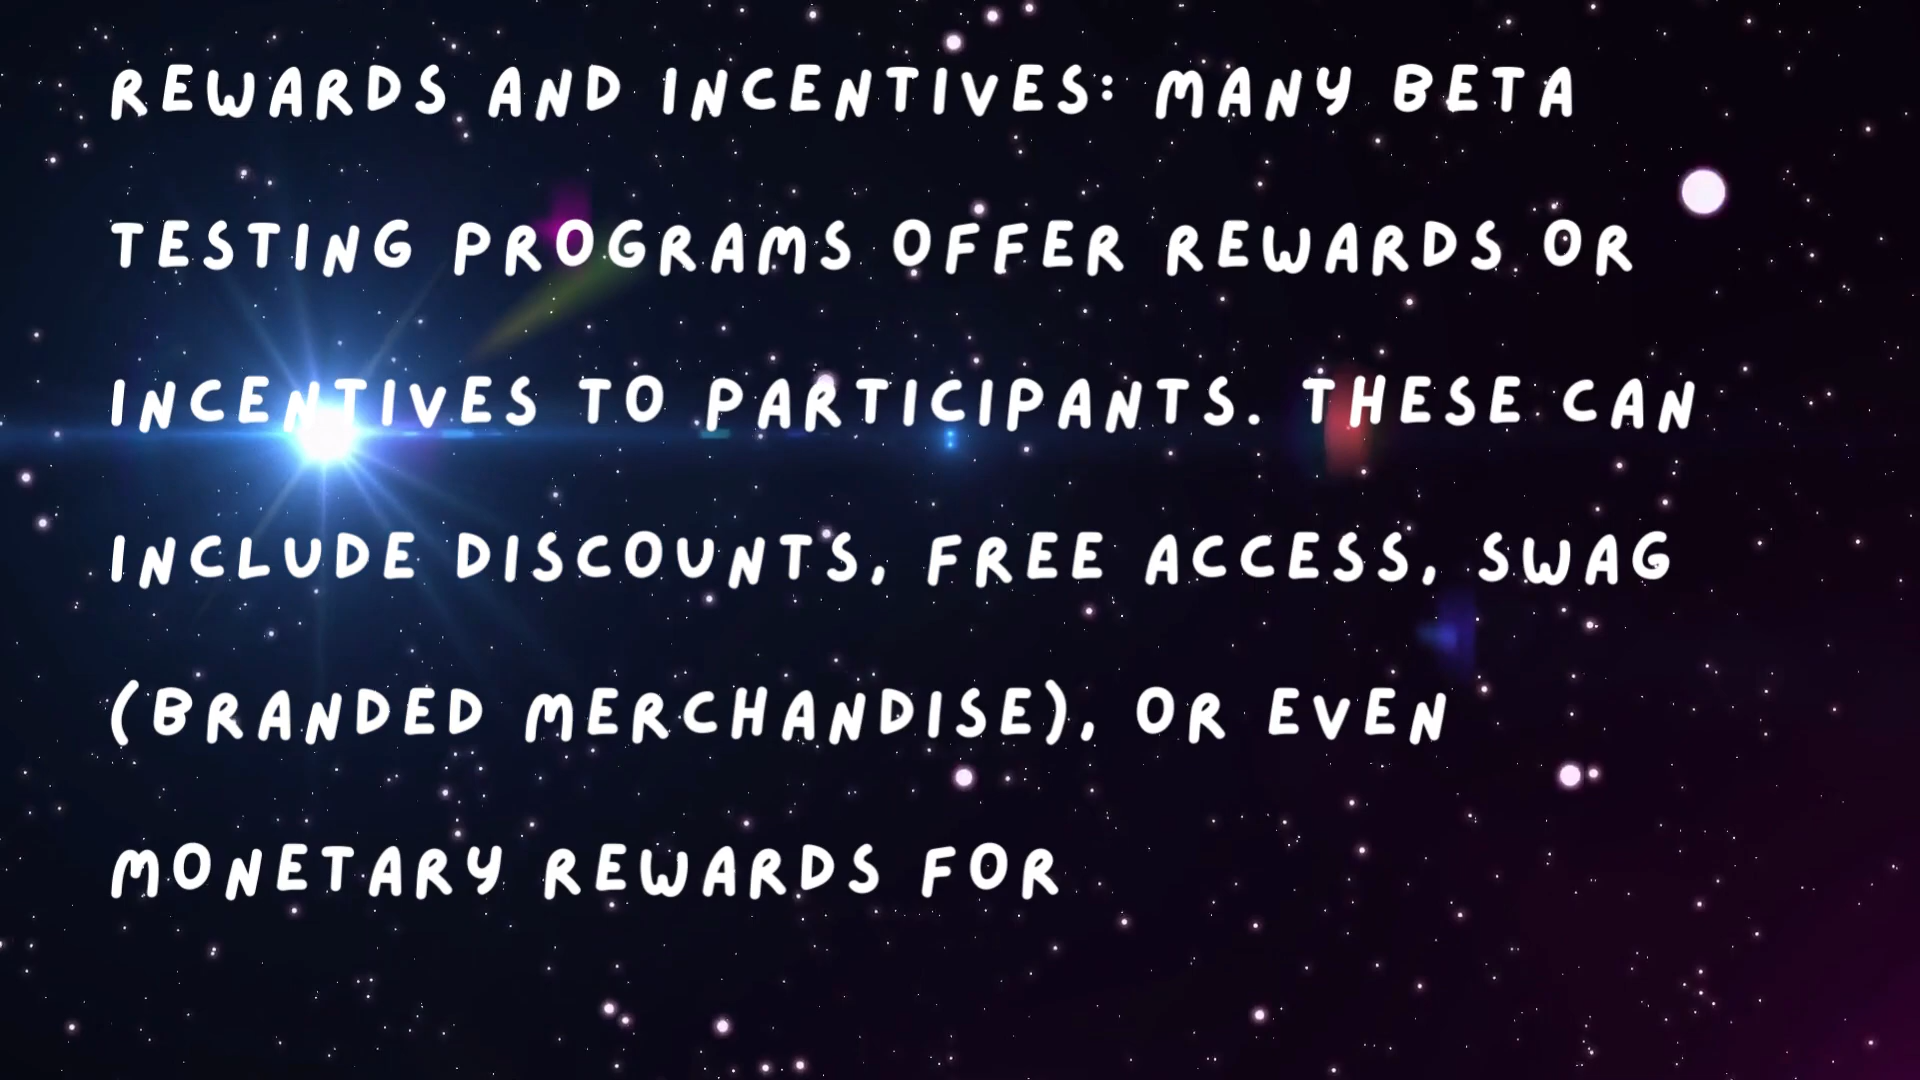 REWARDS AND INCENTIVES: MANY BETA
TESTING PROGRAMS OFFER REWARDS OR
INCENTIVES TO PARTICIPANTS. THESE CAN
INCLUDE DISCOUNTS, FREE ACCESS, SWAG
(BRANDED MERCHANDISE), OR EVEN
MONETARY REWARDS FOR